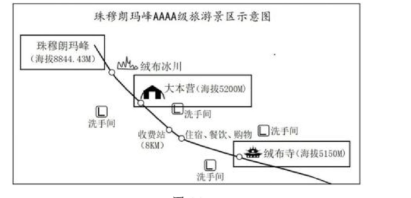 珠穆朗玛峰AAAA级旅游景区示意图
珠穆朗玛峰
(海拔8844.43M)
绒布冰川
大本营(海拔5200M)
洗手间
洗手间
收费站
(8KM)
住宿、餐饮、购物
洗手间
绒布寺(海拔5150M)
洗手间